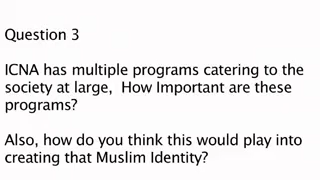 Question 3
ICNA has multiple programs catering to the
society at large,  How Important are these
programs?
Also, how do you think this would play into
creating that Muslim Identity?